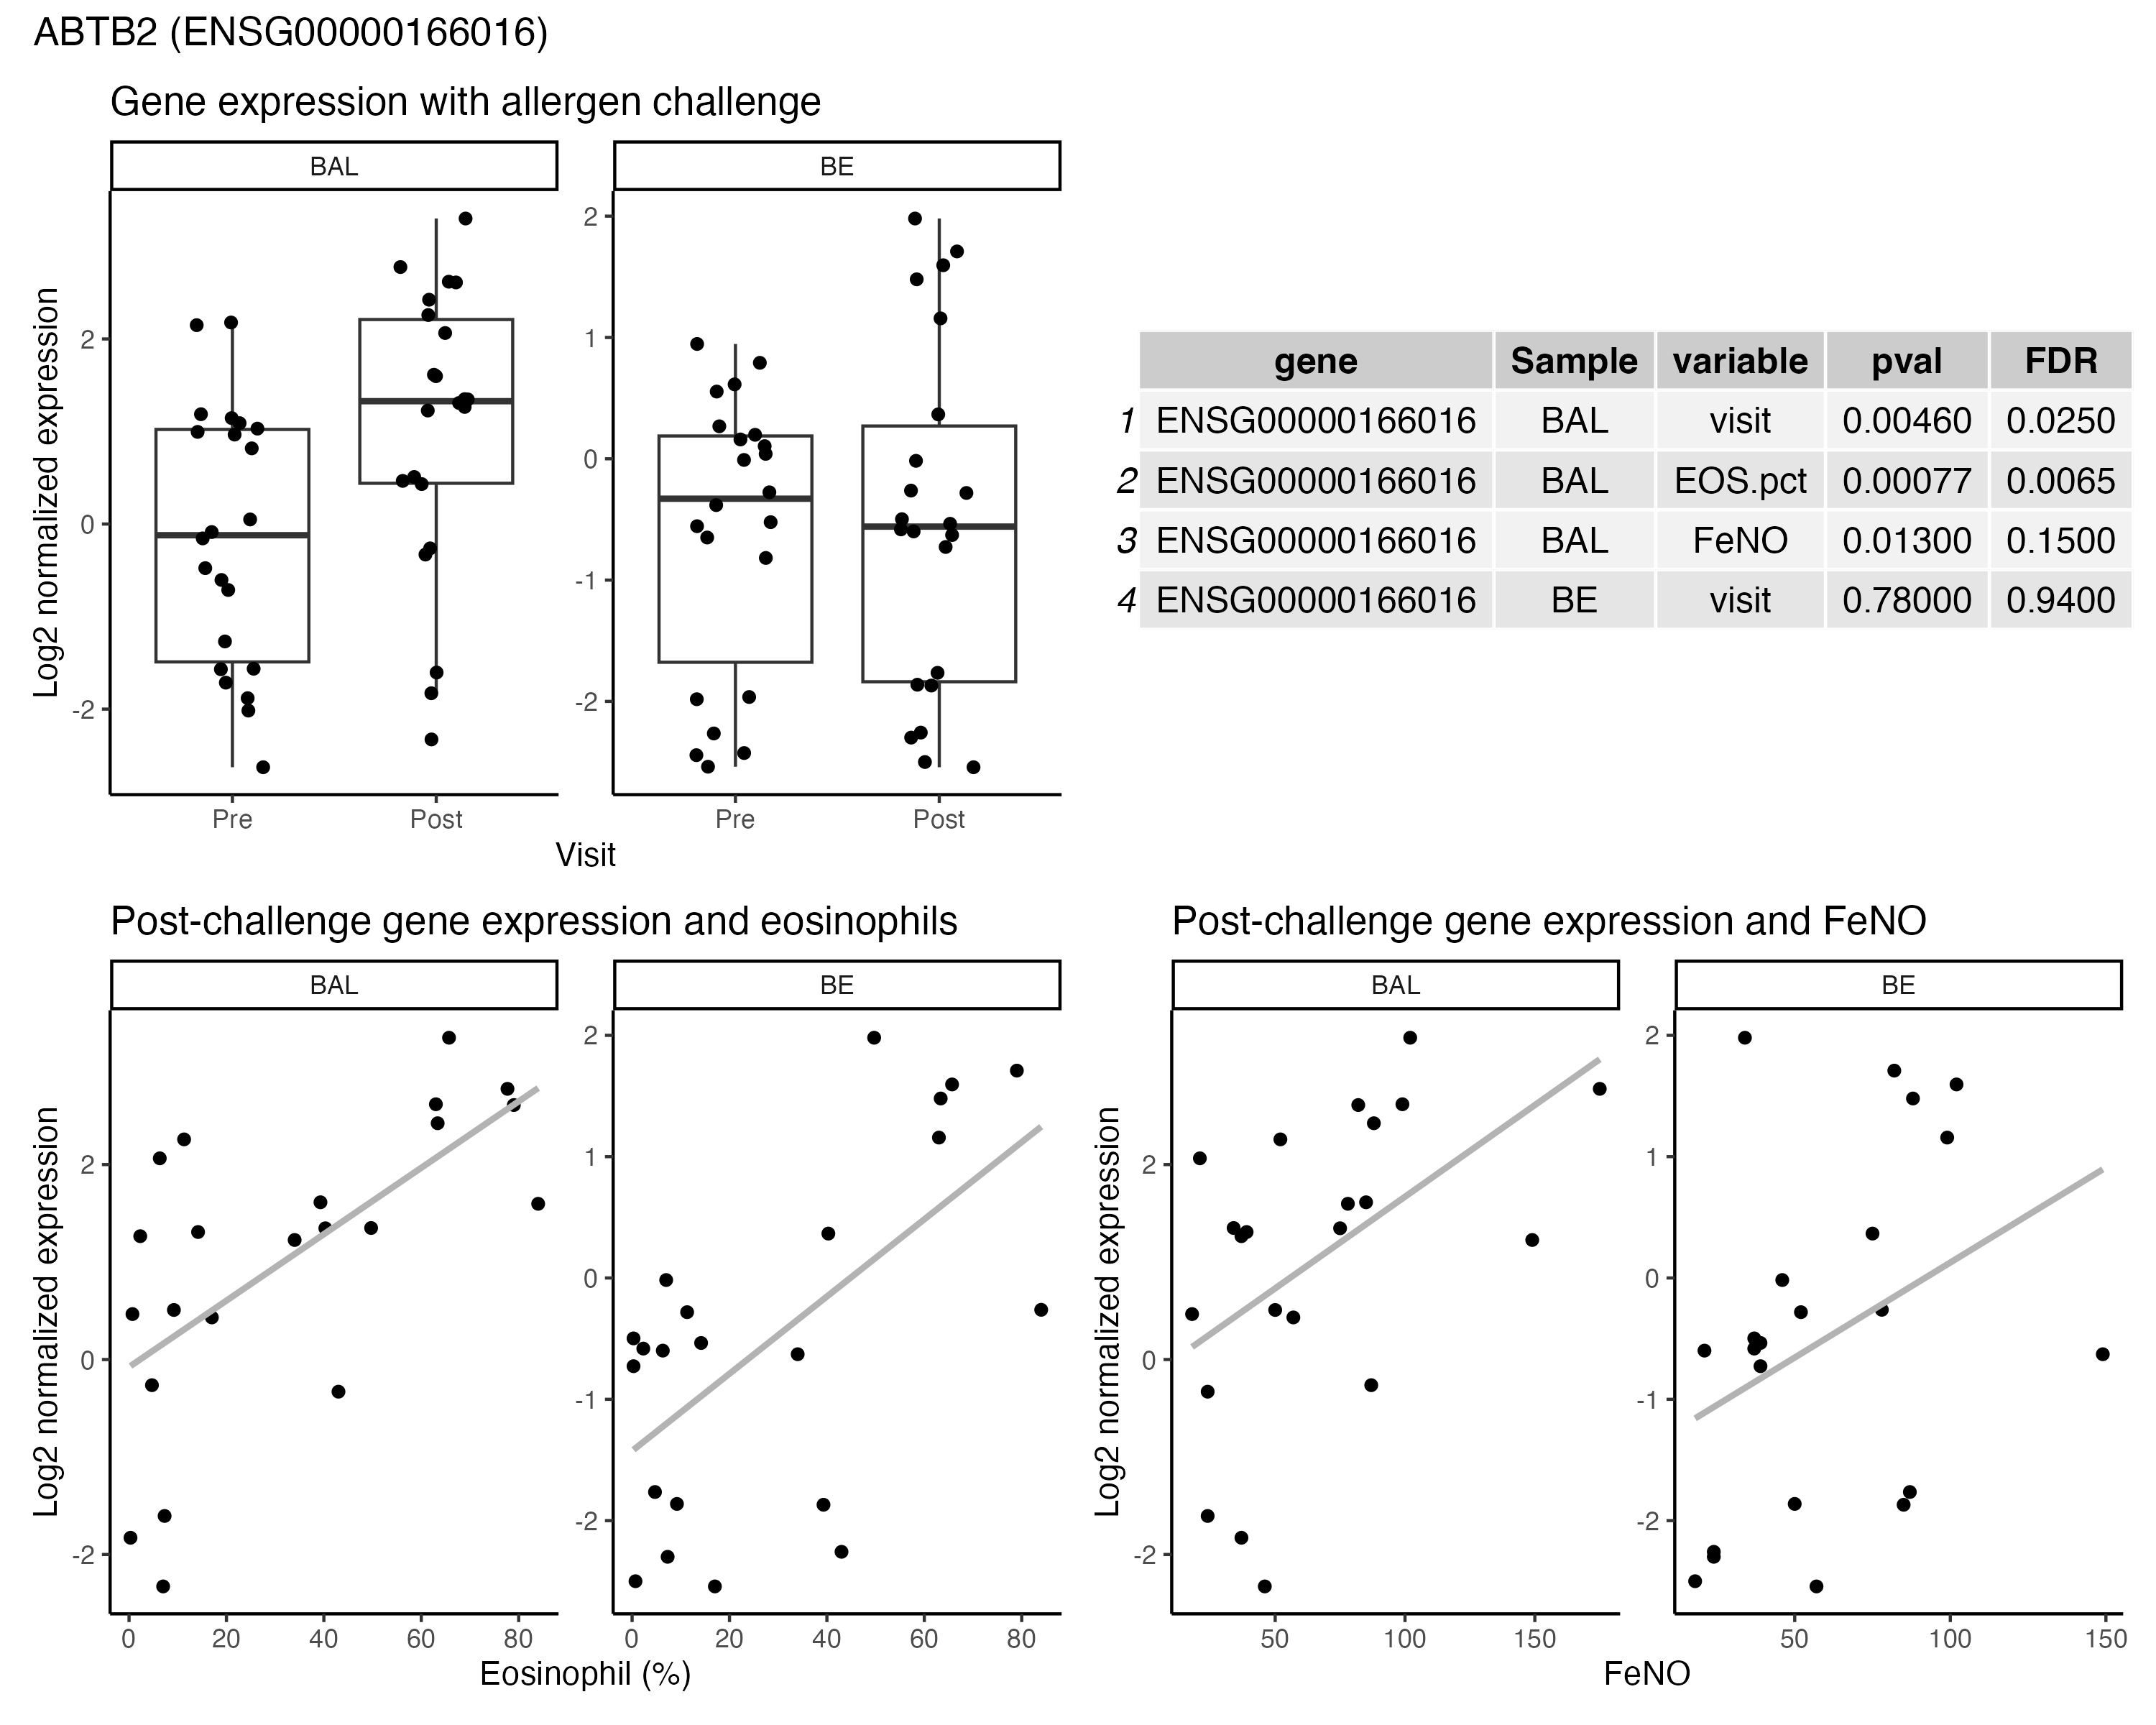 ABTB2 (ENSG00000166016)
Gene expression with allergen challenge
BAL BE
Log2 normalized expression
2
0
-2
2
1
0
-1
-2
Pre Post Pre Post
Visit
gene Sample variable pval FDR
1 ENSG00000166016 BAL visit 0.00460 0.0250
2 ENSG00000166016 BAL EOS.pct 0.00077 0.0065
3 ENSG00000166016 BAL FeNO 0.01300 0.1500
4 ENSG00000166016 BE visit 0.78000 0.9400
Post-challenge gene expression and eosinophils
BAL BE
Log2 normalized expression
2
0
-2
2
1
0
-1
-2
0 20 40 60 80 0 20 40 60 80
Eosinophil (%)
Post-challenge gene expression and FeNO
BAL BE
Log2 normalized expression
2
0
-2
2
1
0
-1
-2
50 100 150 50 100 150
FeNO